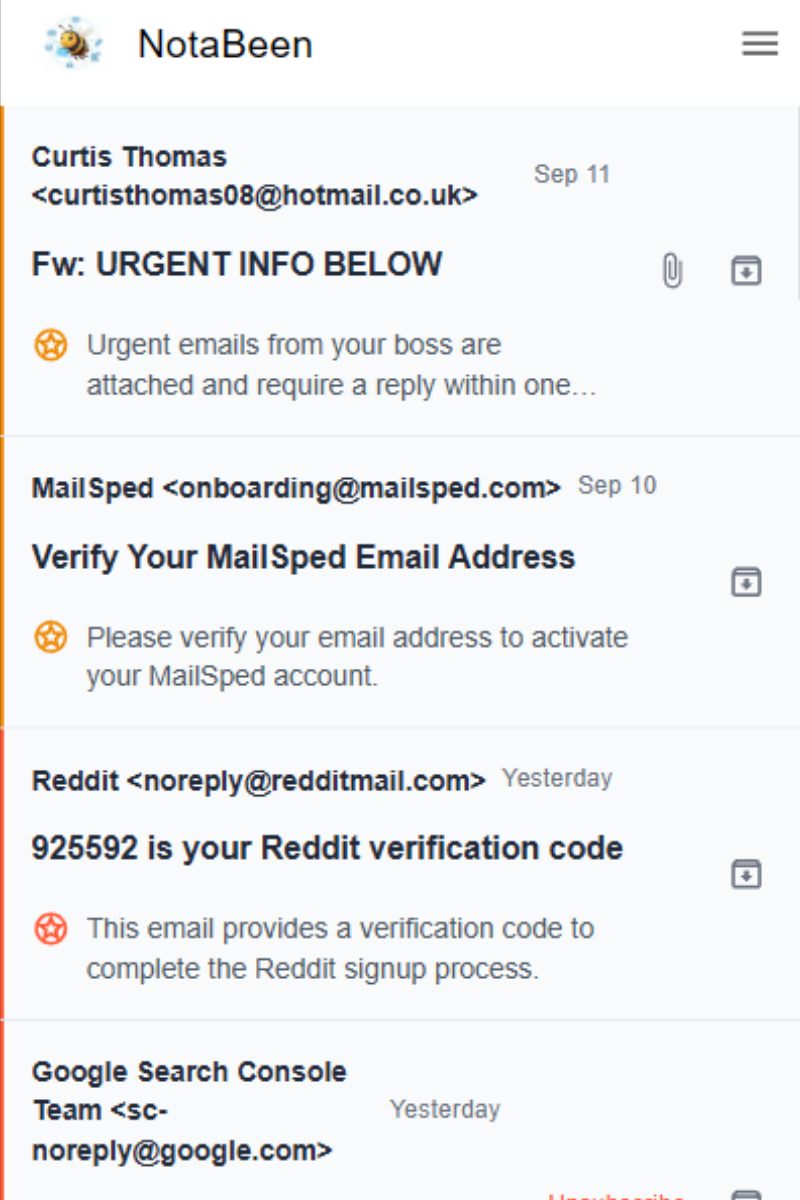 NotaBeen
Curtis Thomas
<curtisthomas08@hotmail.co.uk>
Sep 11
Fw: URGENT INFO BELOW
Urgent emails from your boss are
attached and require a reply within one...
MailSped <onboarding@mailsped.com>
Sep 10
Verify Your MailSped Email Address
Please verify your email address to activate
your MailSped account.
Reddit <noreply@redditmail.com>
Yesterday
925592 is your Reddit verification code
This email provides a verification code to
complete the Reddit signup process.
Google Search Console
Team <sc-
noreply@google.com>
Yesterday